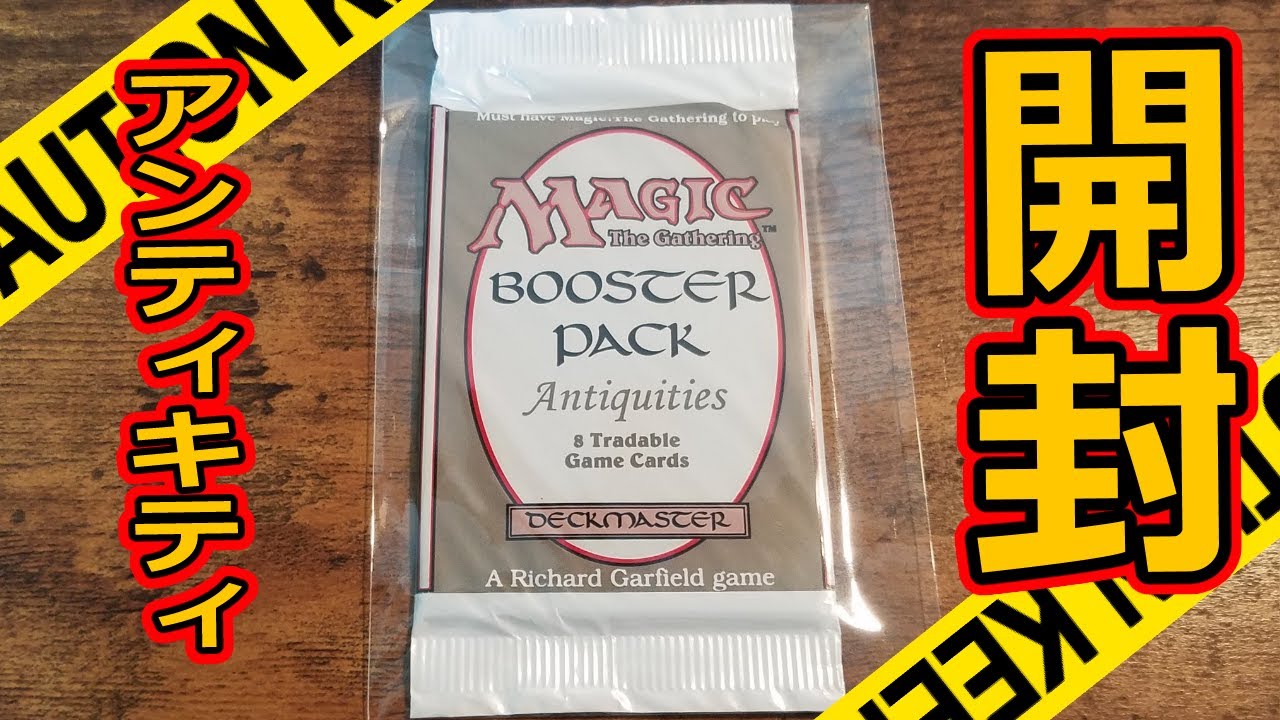 アンティキティ
開封
Must have Magic:The Gathering to play
MAGIC
The Gathering™
BOOSTER
PACK
Antiquities
8 Tradable
Game Cards
DECKMASTER
A Richard Garfield game